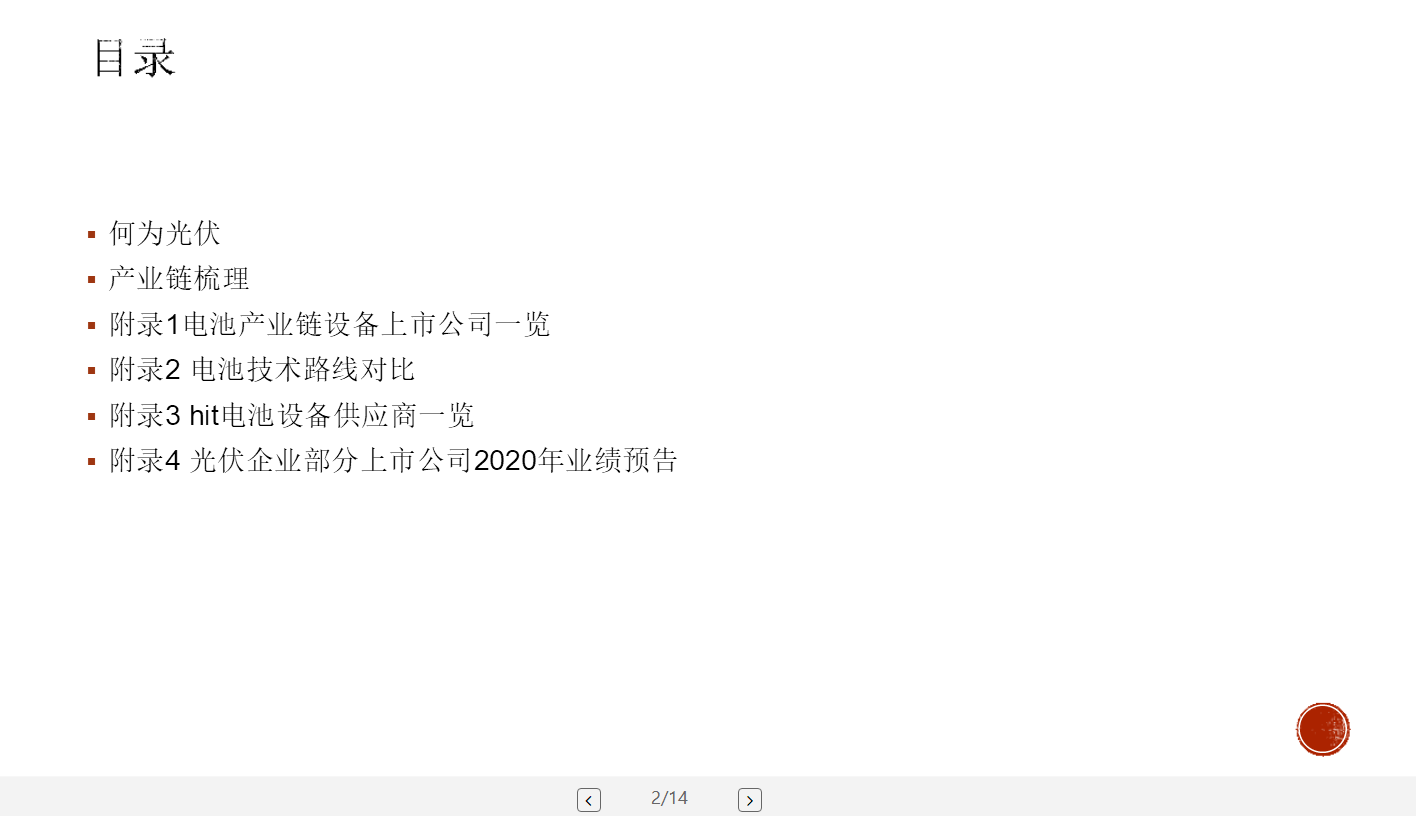 目录
何为光伏
产业链梳理
附录1电池产业链设备上市公司一览
附录2 电池技术路线对比
附录3 hit电池设备供应商一览
附录4 光伏企业部分上市公司2020年业绩预告
2/14